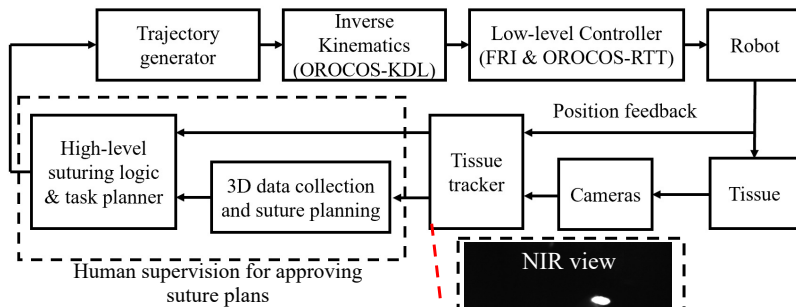 Trajectory
generator
Inverse
Kinematics
(OROCOS-KDL)
Low-level Controller
(FRI & OROCOS-RTT)
Robot
Position feedback
High-level
suturing logic
& task planner
3D data collection
and suture planning
Tissue
tracker
Cameras
Tissue
Human supervision for approving
suture plans
NIR view